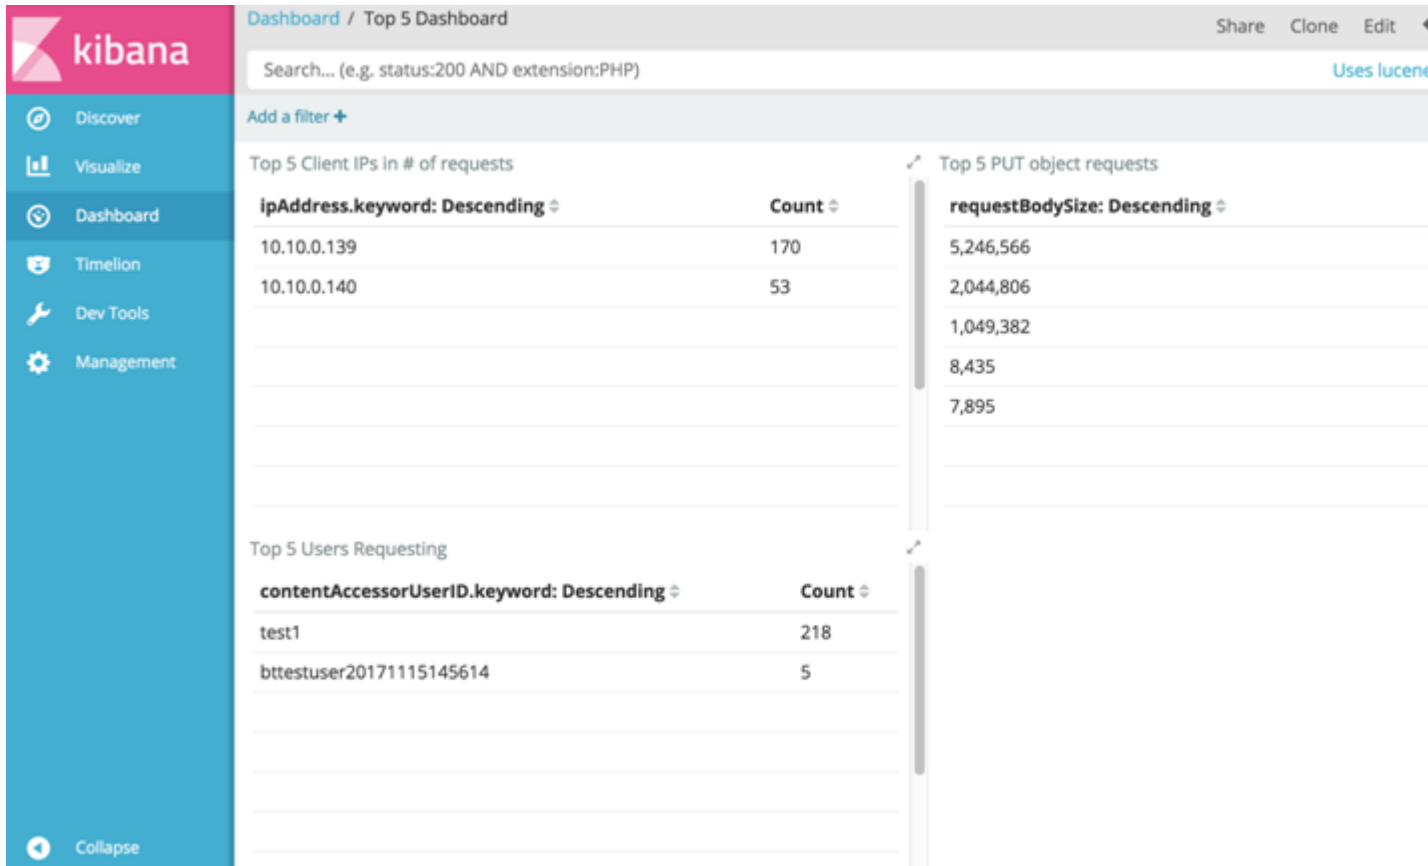 kibana
Discover
Visualize
Dashboard
Timelion
Dev Tools
Management
Collapse
Dashboard / Top 5 Dashboard
Share Clone Edit
Search... (e.g. status:200 AND extension:PHP)
Uses lucene
Add a filter +
Top 5 Client IPs in # of requests
ipAddress.keyword: Descending Count
10.10.0.139 170
10.10.0.140 53
Top 5 PUT object requests
requestBodySize: Descending
5,246,566
2,044,806
1,049,382
8,435
7,895
Top 5 Users Requesting
contentAccessorUserID.keyword: Descending Count
test1 218
bttestuser20171115145614 5